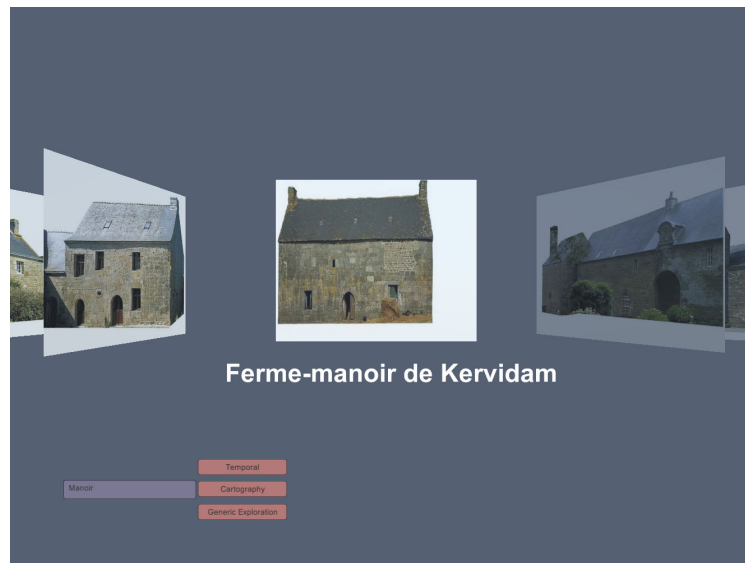 Ferme-manoir de Kervidam
Temporal
Manoir
Cartography
Generic Exploration